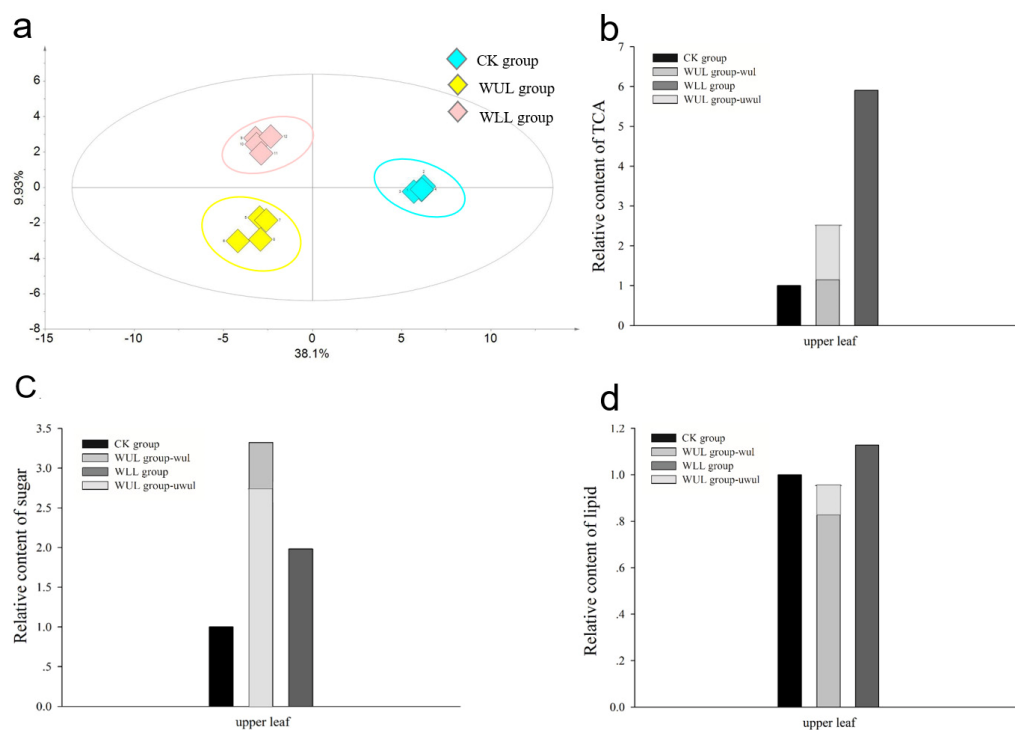 a
CK group
WUL group
WLL group
6
4
2
0
-2
-4
-6
-8
9.93%
-15
-10
-5
0
5
10
38.1%
b
CK group
WUL group-wul
WLL group
WUL group-uwul
7
6
5
4
3
2
1
0
Relative content of TCA
upper leaf
C
CK group
WUL group-wul
WLL group
WUL group-uwul
3.5
3.0
2.5
2.0
1.5
1.0
.5
0.0
Relative content of sugar
upper leaf
d
CK group
WUL group-wul
WLL group
WUL group-uwul
1.2
1.0
.8
.6
.4
.2
0.0
Relative content of lipid
upper leaf